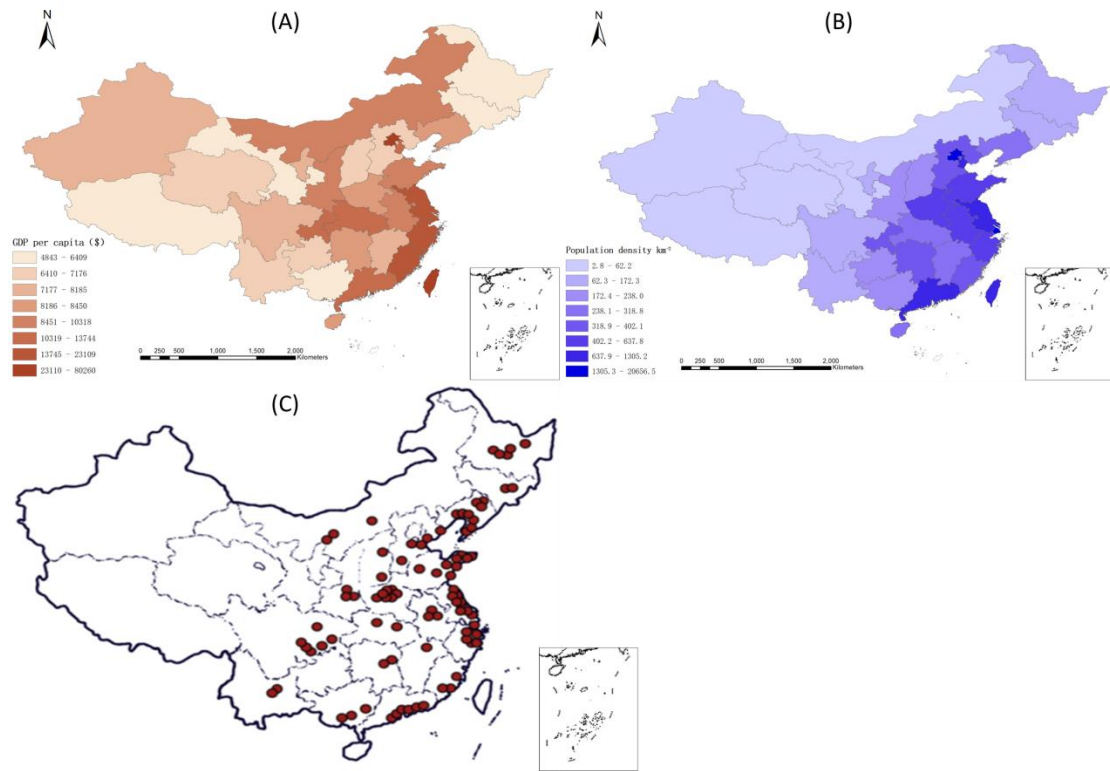 (A)
N
GDP per capita ($)
4843 - 6409
6410 - 7176
7177 - 8185
8186 - 8450
8451 - 10318
10319 - 13744
13745 - 23109
23110 - 80260
0 250 500 1,000 1,500 2,000
Kilometers
(B)
N
Population density km⁻²
2.8 - 62.2
62.3 - 172.3
172.4 - 238.0
238.1 - 318.8
318.9 - 402.1
402.2 - 637.8
637.9 - 1305.2
1305.3 - 20656.5
0 250 500 1,000 1,500 2,000
Kilometers
(C)